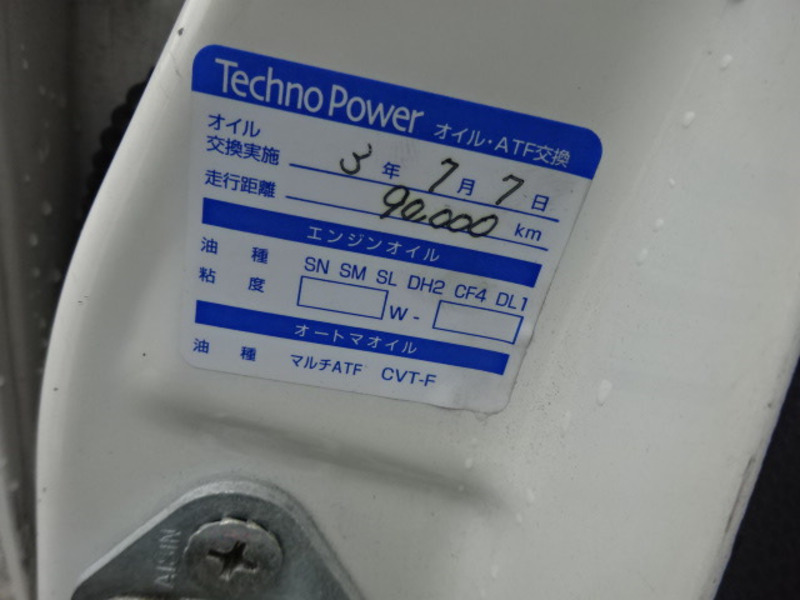 Techno Power オイル・ATF交換
オイル
交換実施 3年 7月 7日
走行距離 90,000 km
エンジンオイル
油種 SN SM SL DH2 CF4 DL1
粘度 W-
オートマオイル
油種 マルチATF CVT-F
AISIN